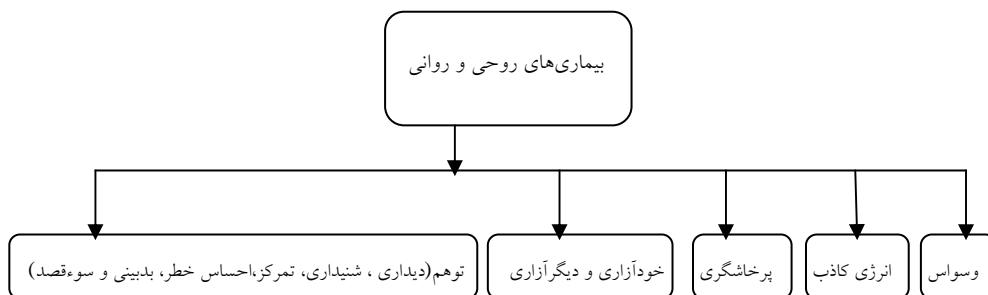 بیماری‌های روحی و روانی
وسواس
انرژی کاذب
پرخاشگری
خودآزاری و دیگرآزاری
توهم(دیداری ، شنیداری، تمرکز،احساس خطر، بدبینی و سوءقصد)